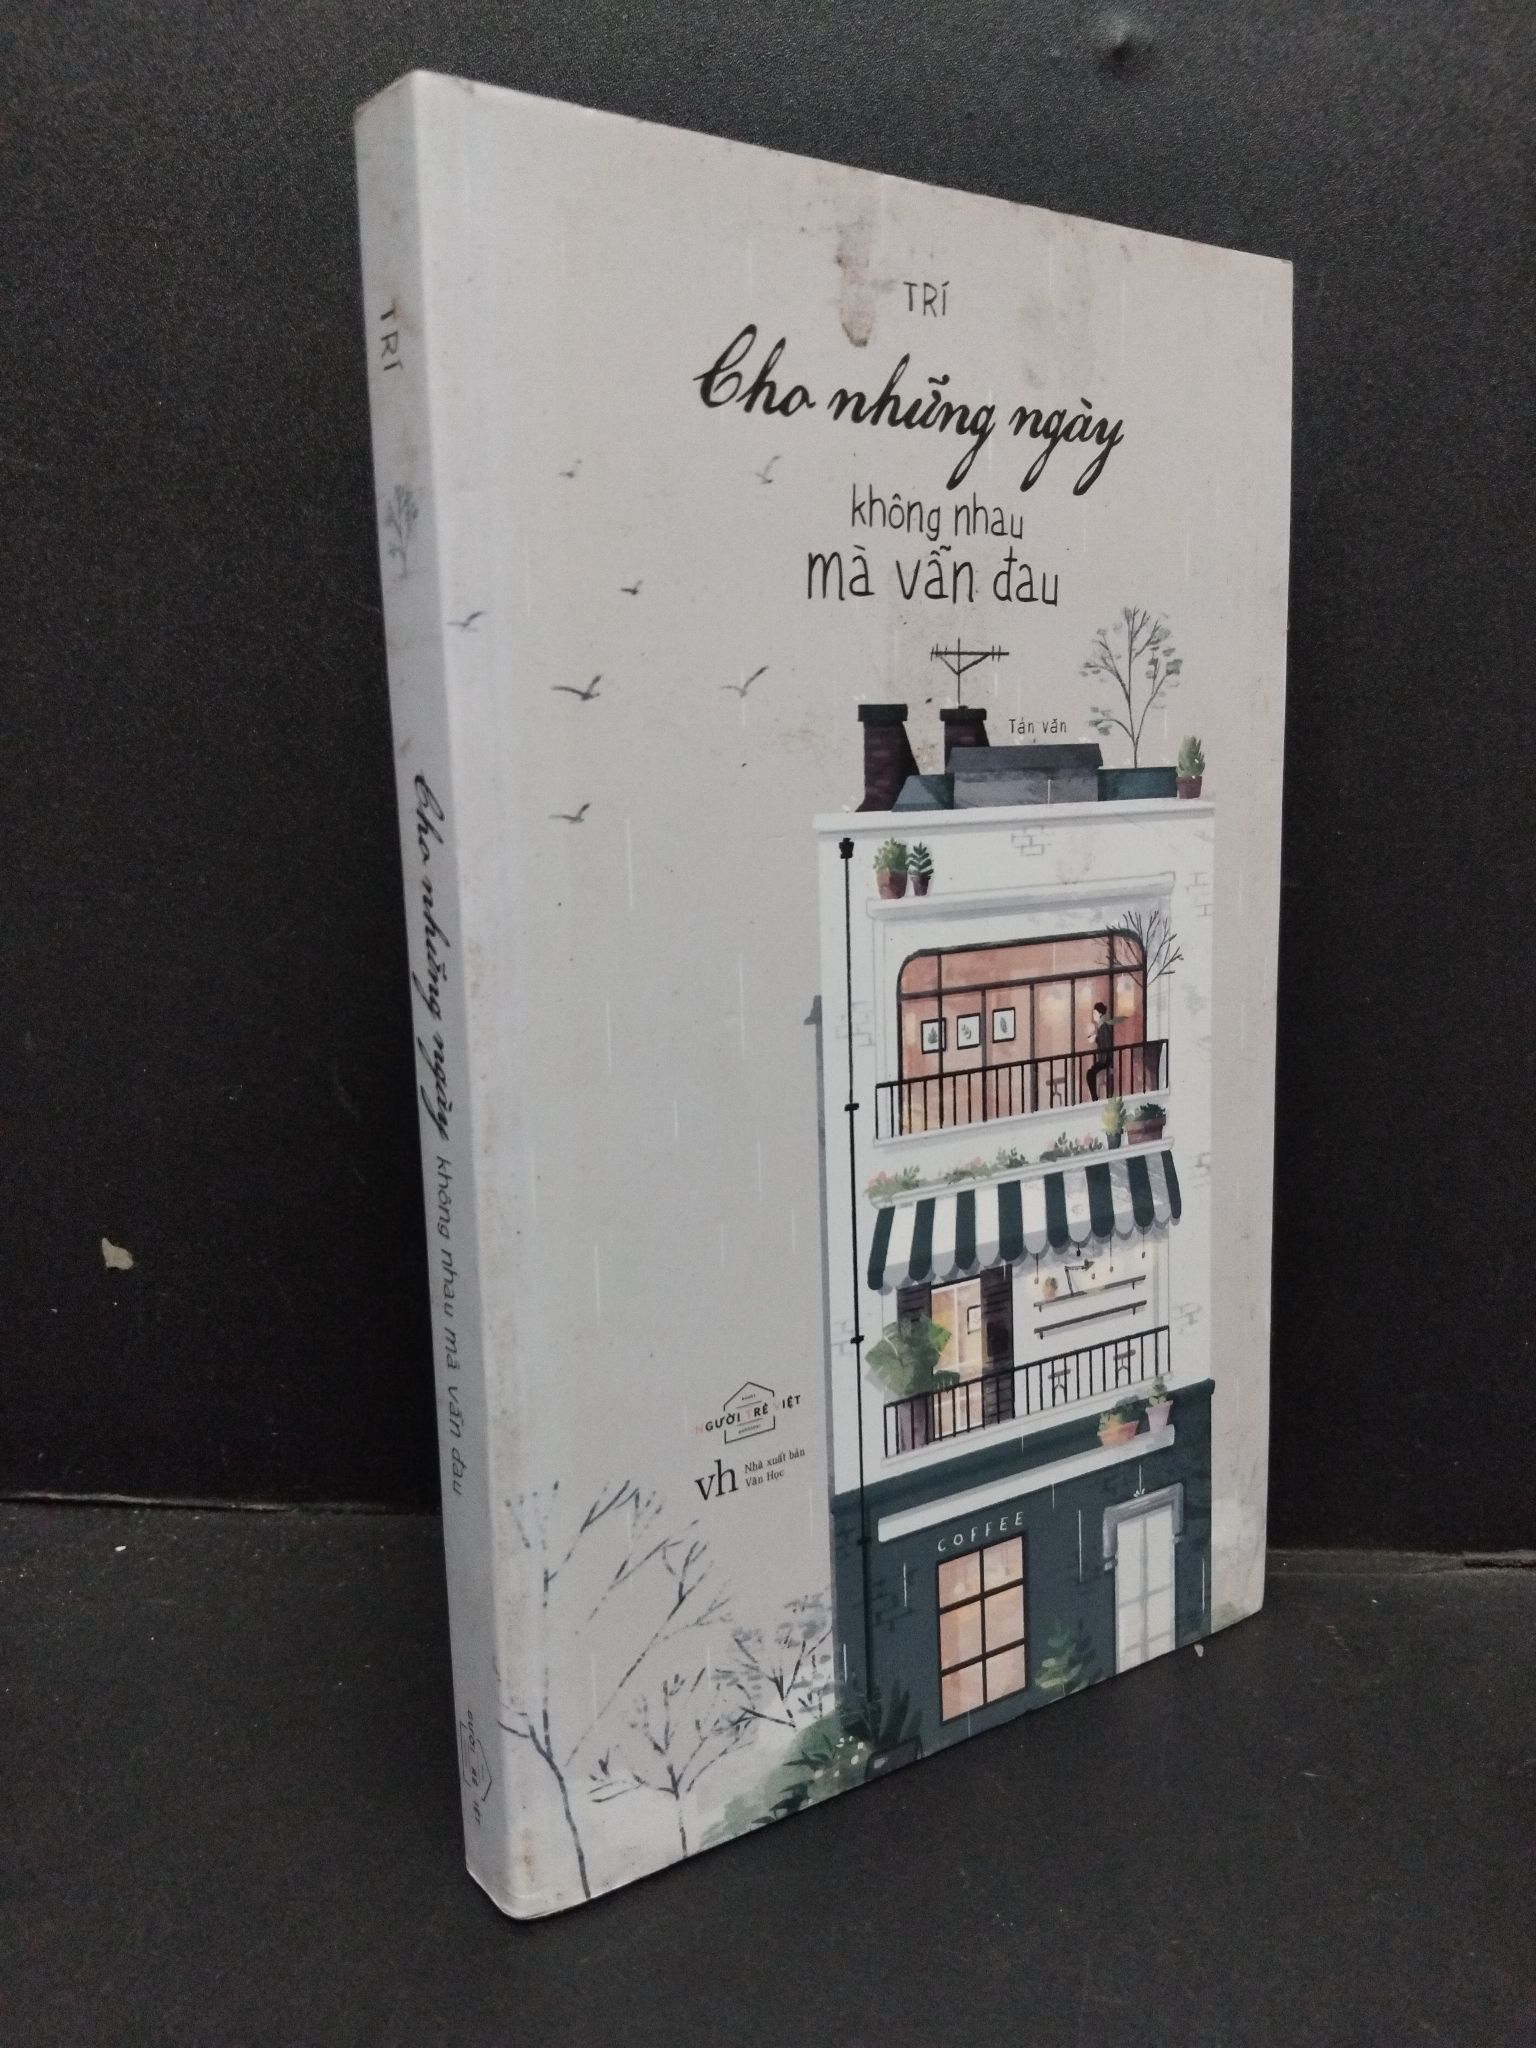 TRÍ
Cho những ngày
không nhau
mà vẫn đau
Tản văn
NGƯỜI TRẺ VIỆT
vh Nhà xuất bản
Văn Học
COFFEE
TRÍ
Cho những ngày không nhau mà vẫn đau